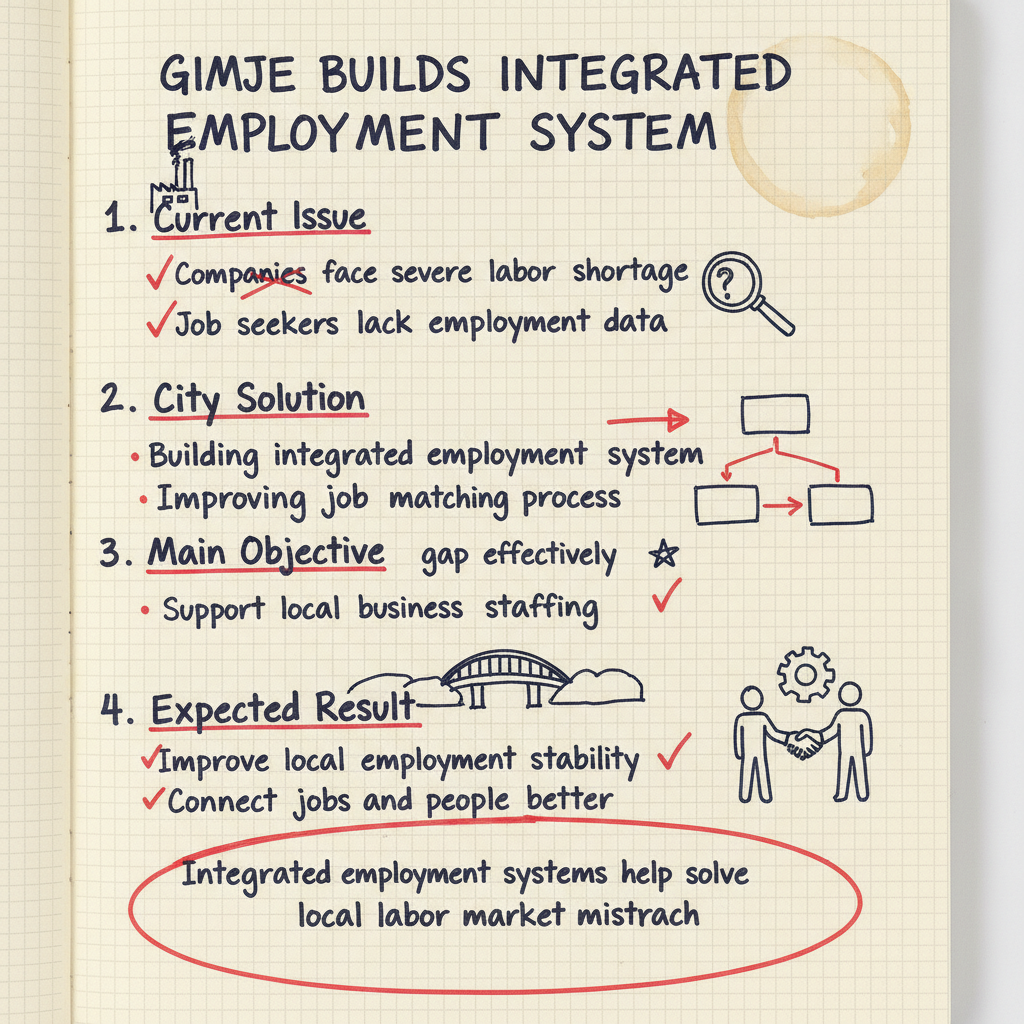 GIMJE BUILDS INTEGRATED
EMPLOYMENT SYSTEM
1. Current Issue
Companies face severe labor shortage
?
Job seekers lack employment data
2. City Solution
• Building integrated employment system
• Improving job matching process
3. Main Objective gap effectively
• Support local business staffing
4. Expected Result
Improve local employment stability
Connect jobs and people better
Integrated employment systems help solve
local labor market mistrach